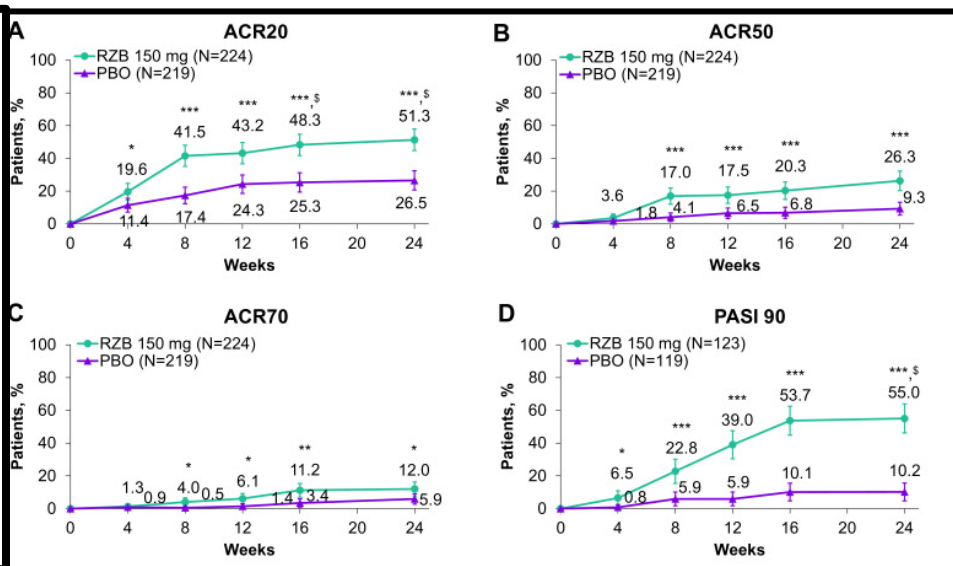 A
ACR20
RZB 150 mg (N=224)
PBO (N=219)
Patients, %
100
80
60
40
20
0
* *** *** ***,$ ***,$
19.6 41.5 43.2 48.3 51.3
11.4 17.4 24.3 25.3 26.5
0 4 8 12 16 20 24
Weeks
B
ACR50
RZB 150 mg (N=224)
PBO (N=219)
Patients, %
100
80
60
40
20
0
*** *** *** ***
3.6 17.0 17.5 20.3 26.3
1.8 4.1 6.5 6.8 9.3
0 4 8 12 16 20 24
Weeks
C
ACR70
RZB 150 mg (N=224)
PBO (N=219)
Patients, %
100
80
60
40
20
0
* * ** *
1.3 4.0 6.1 11.2 12.0
0.9 0.5 1.4 3.4 5.9
0 4 8 12 16 20 24
Weeks
D
PASI 90
RZB 150 mg (N=123)
PBO (N=119)
Patients, %
100
80
60
40
20
0
* *** *** *** ***,$
6.5 22.8 39.0 53.7 55.0
0.8 5.9 5.9 10.1 10.2
0 4 8 12 16 20 24
Weeks